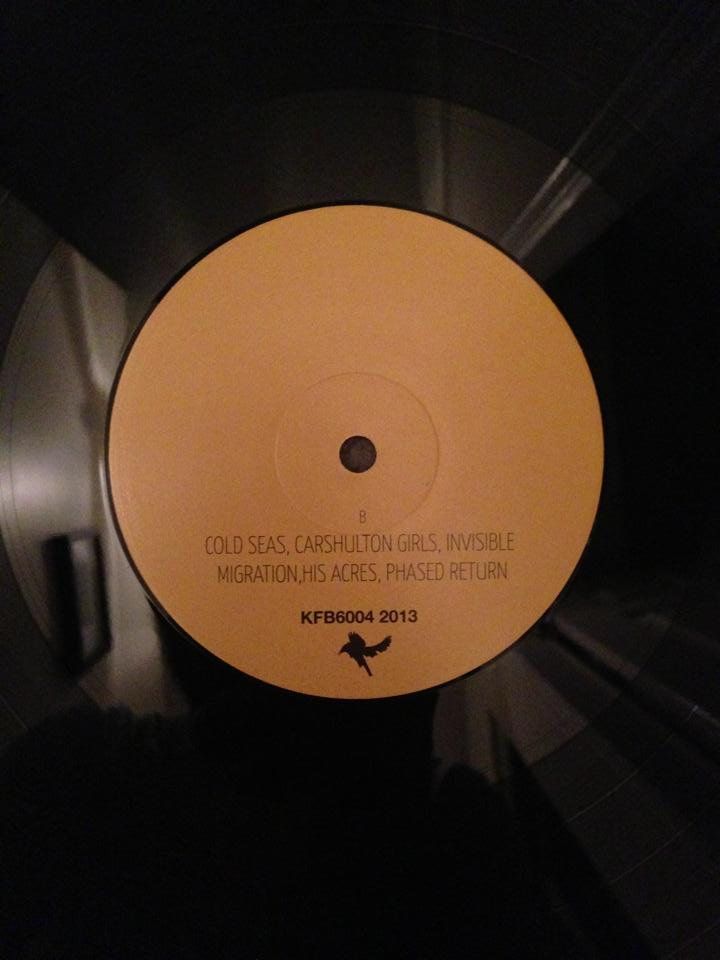 B
COLD SEAS, CARSHULTON GIRLS, INVISIBLE
MIGRATION,HIS ACRES, PHASED RETURN
KFB6004 2013